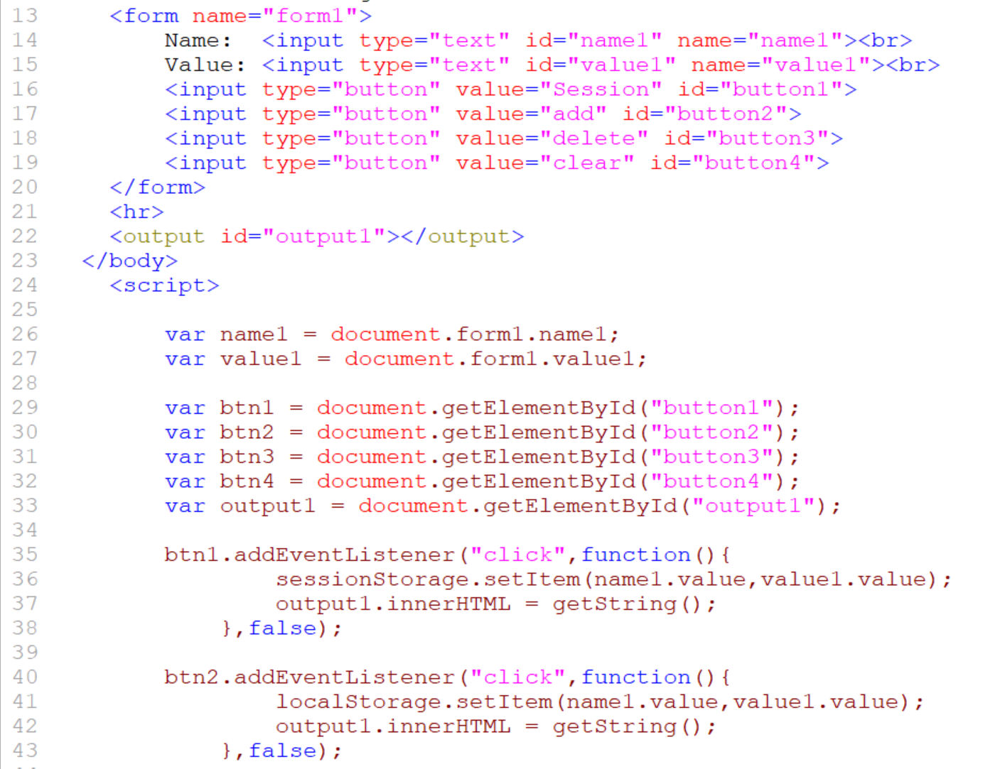 13 <form name="form1">
14 Name: <input type="text" id="name1" name="name1"><br>
15 Value: <input type="text" id="value1" name="value1"><br>
16 <input type="button" value="Session" id="button1">
17 <input type="button" value="add" id="button2">
18 <input type="button" value="delete" id="button3">
19 <input type="button" value="clear" id="button4">
20 </form>
21 <hr>
22 <output id="output1"></output>
23 </body>
24 <script>
25
26 var name1 = document.form1.name1;
27 var value1 = document.form1.value1;
28
29 var btn1 = document.getElementById("button1");
30 var btn2 = document.getElementById("button2");
31 var btn3 = document.getElementById("button3");
32 var btn4 = document.getElementById("button4");
33 var output1 = document.getElementById("output1");
34
35 btn1.addEventListener("click",function(){
36 sessionStorage.setItem(name1.value,value1.value);
37 output1.innerHTML = getString();
38 },false);
39
40 btn2.addEventListener("click",function(){
41 localStorage.setItem(name1.value,value1.value);
42 output1.innerHTML = getString();
43 },false);